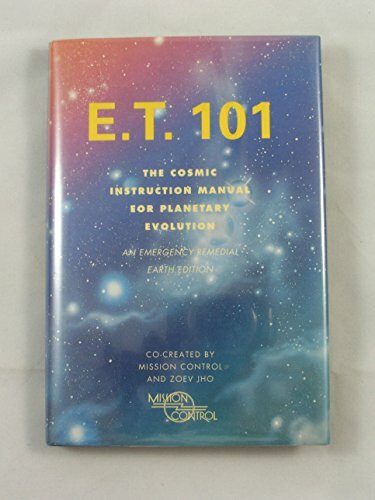 E.T. 101
THE COSMIC
INSTRUCTION MANUAL
FOR PLANETARY
EVOLUTION
AN EMERGENCY REMEDIAL
EARTH EDITION
CO-CREATED BY
MISSION CONTROL
AND ZOEV JHO
MISSION
CONTROL